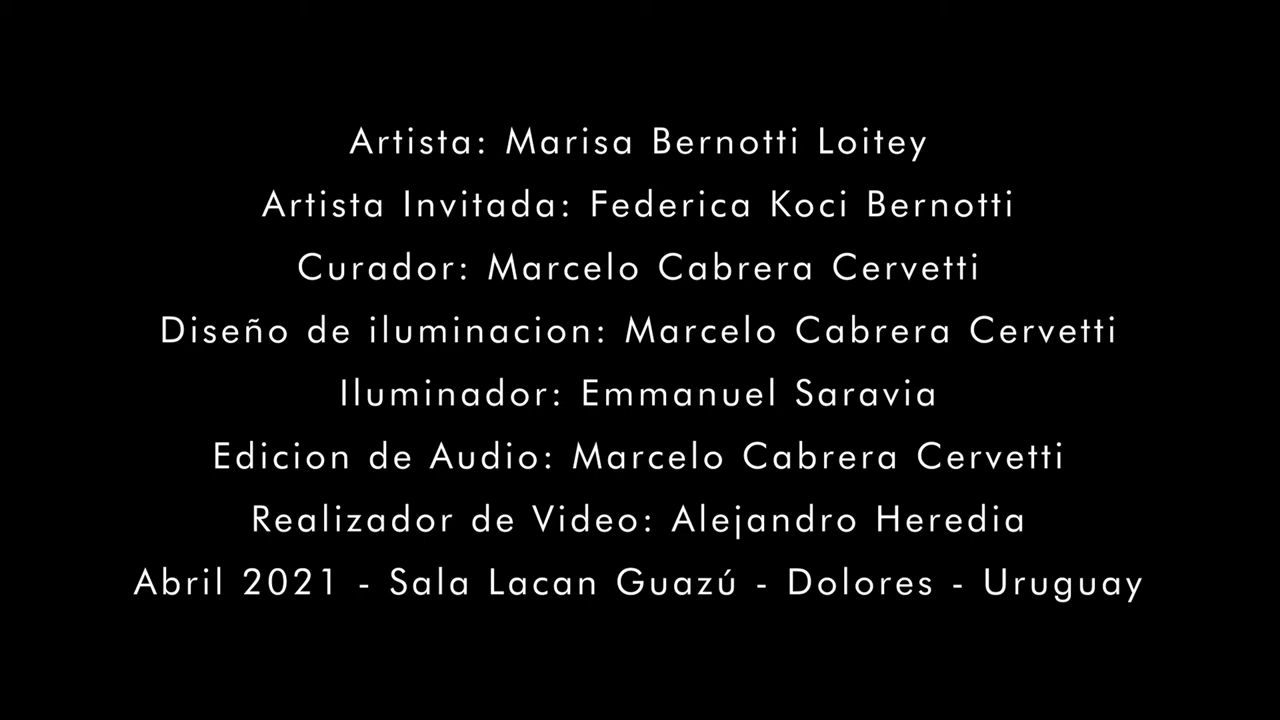 Artista: Marisa Bernotti Loitey
Artista Invitada: Federica Koci Bernotti
Curador: Marcelo Cabrera Cervetti
Diseño de iluminacion: Marcelo Cabrera Cervetti
Iluminador: Emmanuel Saravia
Edicion de Audio: Marcelo Cabrera Cervetti
Realizador de Video: Alejandro Heredia
Abril 2021 - Sala Lacan Guazú - Dolores - Uruguay